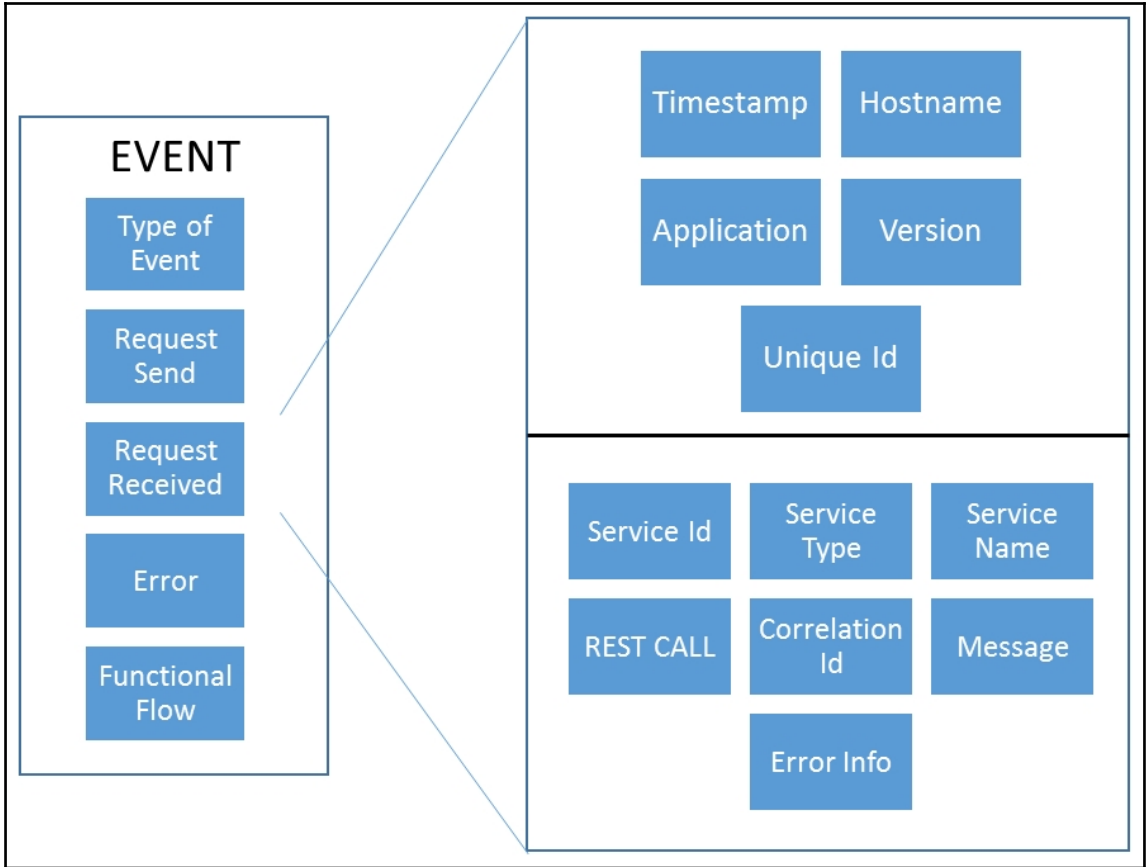 EVENT
Type of
Event
Request
Send
Request
Received
Error
Functional
Flow
Timestamp
Hostname
Application
Version
Unique Id
Service Id
Service
Type
Service
Name
REST CALL
Correlation
Id
Message
Error Info